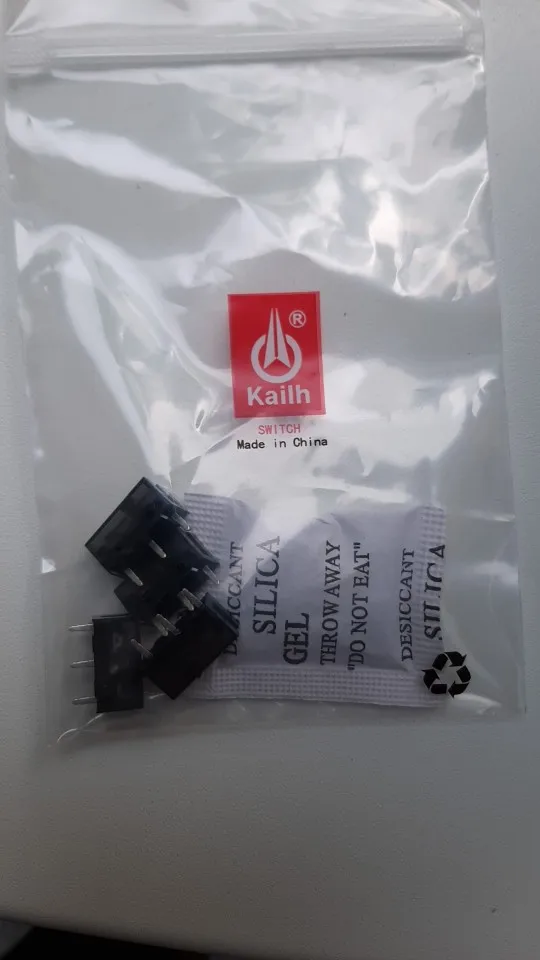 ®
Kailh
SWITCH
Made in China
DESICCANT
SILICA
GEL
THROW AWAY
"DO NOT EAT"
DESICCANT
SILICA